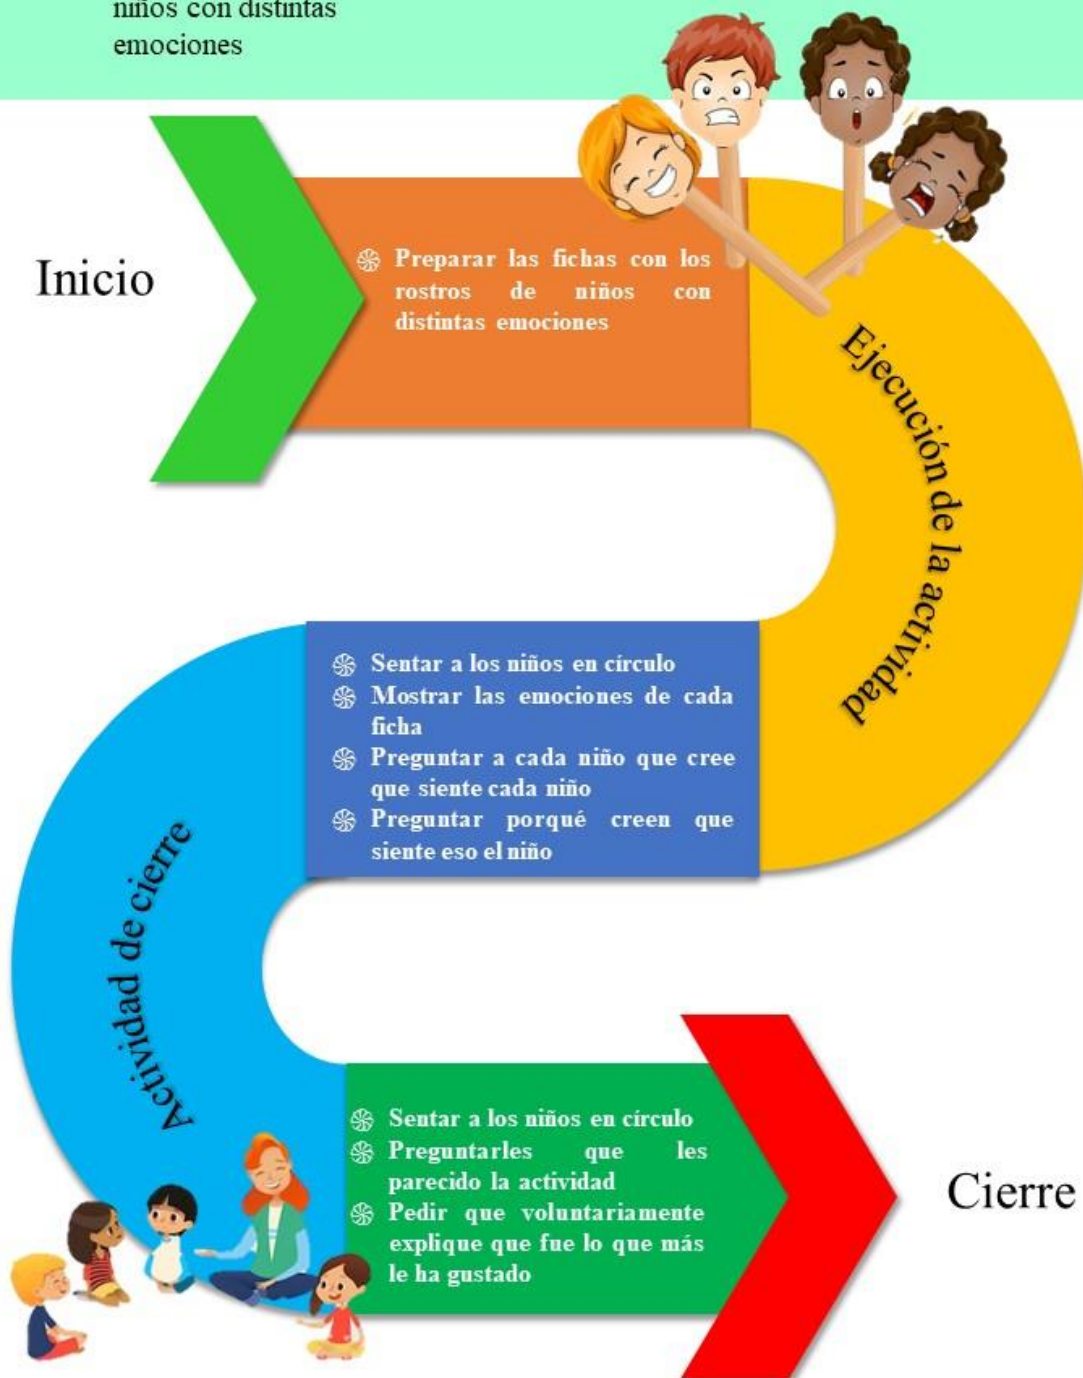 niños con distintas
emociones
Inicio
֍ Preparar las fichas con los
rostros de niños con
distintas emociones
Ejecución de la actividad
֍ Sentar a los niños en círculo
֍ Mostrar las emociones de cada
ficha
֍ Preguntar a cada niño que cree
que siente cada niño
֍ Preguntar porqué creen que
siente eso el niño
Actividad de cierre
֍ Sentar a los niños en círculo
֍ Preguntarles que les
parecido la actividad
֍ Pedir que voluntariamente
explique que fue lo que más
le ha gustado
Cierre